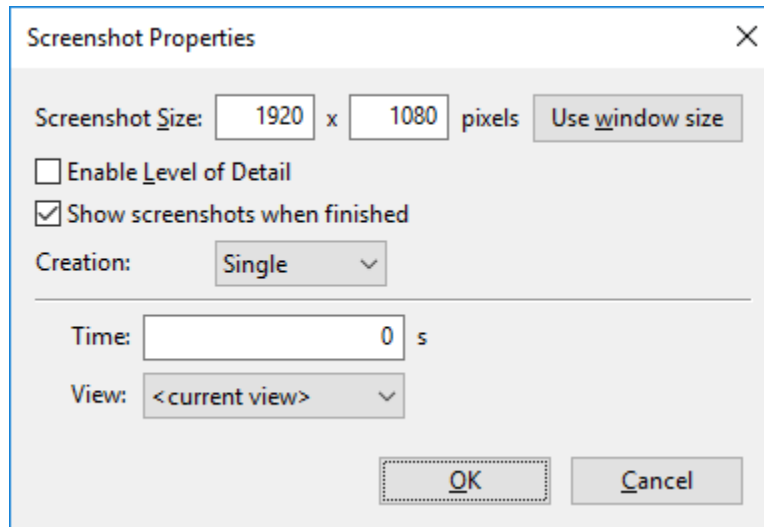 Screenshot Properties
Screenshot Size: 1920 x 1080 pixels Use window size
Enable Level of Detail
Show screenshots when finished
Creation: Single
Time: 0 s
View: <current view>
OK Cancel